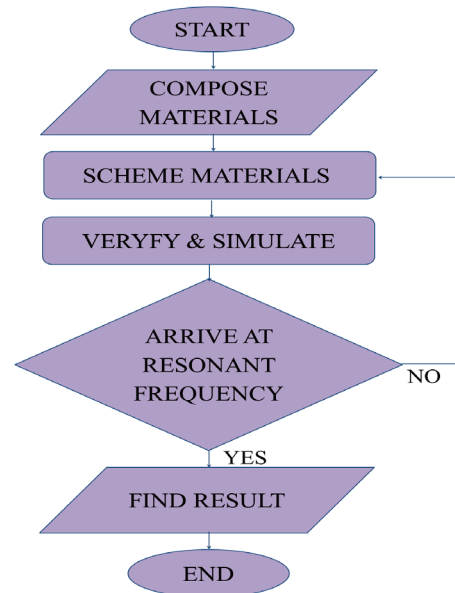 START
COMPOSE
MATERIALS
SCHEME MATERIALS
VERYFY & SIMULATE
ARRIVE AT
RESONANT
FREQUENCY
NO
YES
FIND RESULT
END